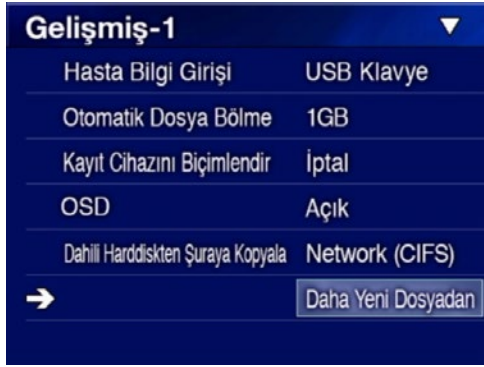 Gelişmiş-1
Hasta Bilgi Girişi USB Klavye
Otomatik Dosya Bölme 1GB
Kayıt Cihazını Biçimlendir İptal
OSD Açık
Dahili Harddiskten Şuraya Kopyala Network (CIFS)
Daha Yeni Dosyadan